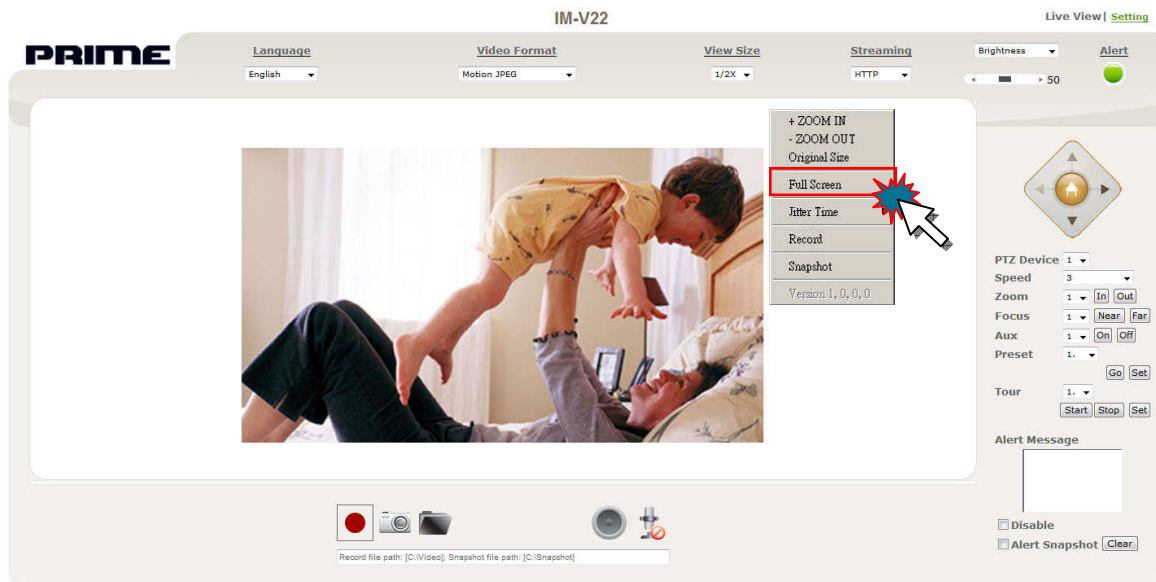 IM-V22
Live View | Setting
PRIME
Language
Video Format
View Size
Streaming
Brightness
Alert
English
Motion JPEG
1/2X
HTTP
50
+ ZOOM IN
- ZOOM OUT
Original Size
Full Screen
Jitter Time
Record
Snapshot
Version 1, 0, 0, 0
PTZ Device 1
Speed 3
Zoom 1 In Out
Focus 1 Near Far
Aux 1 On Off
Preset 1.
Go Set
Tour 1.
Start Stop Set
Alert Message
Disable
Alert Snapshot Clear
Record file path: [C:\Video]; Snapshot file path: [C:\Snapshot]